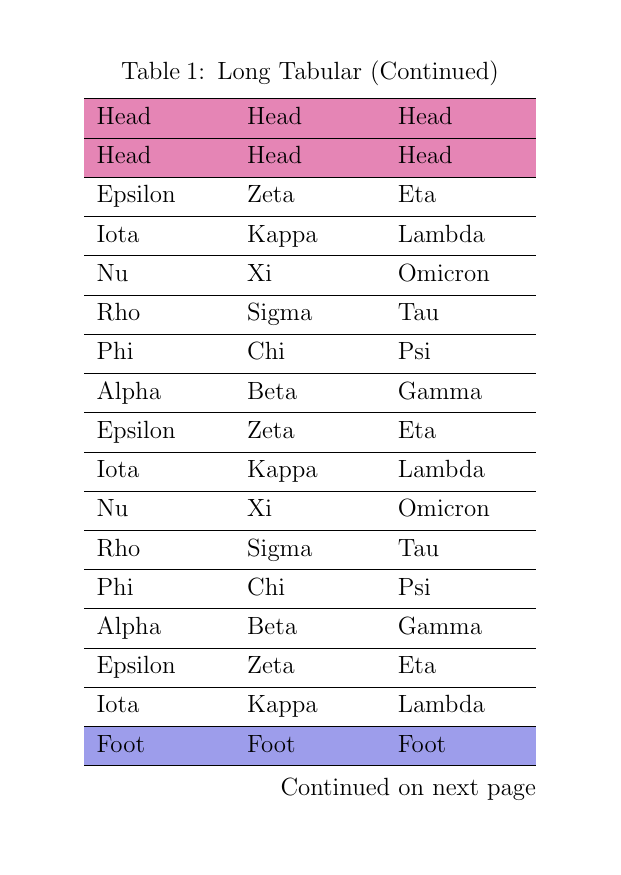 Table 1: Long Tabular (Continued)
Head Head Head
Head Head Head
Epsilon Zeta Eta
Iota Kappa Lambda
Nu Xi Omicron
Rho Sigma Tau
Phi Chi Psi
Alpha Beta Gamma
Epsilon Zeta Eta
Iota Kappa Lambda
Nu Xi Omicron
Rho Sigma Tau
Phi Chi Psi
Alpha Beta Gamma
Epsilon Zeta Eta
Iota Kappa Lambda
Foot Foot Foot
Continued on next page